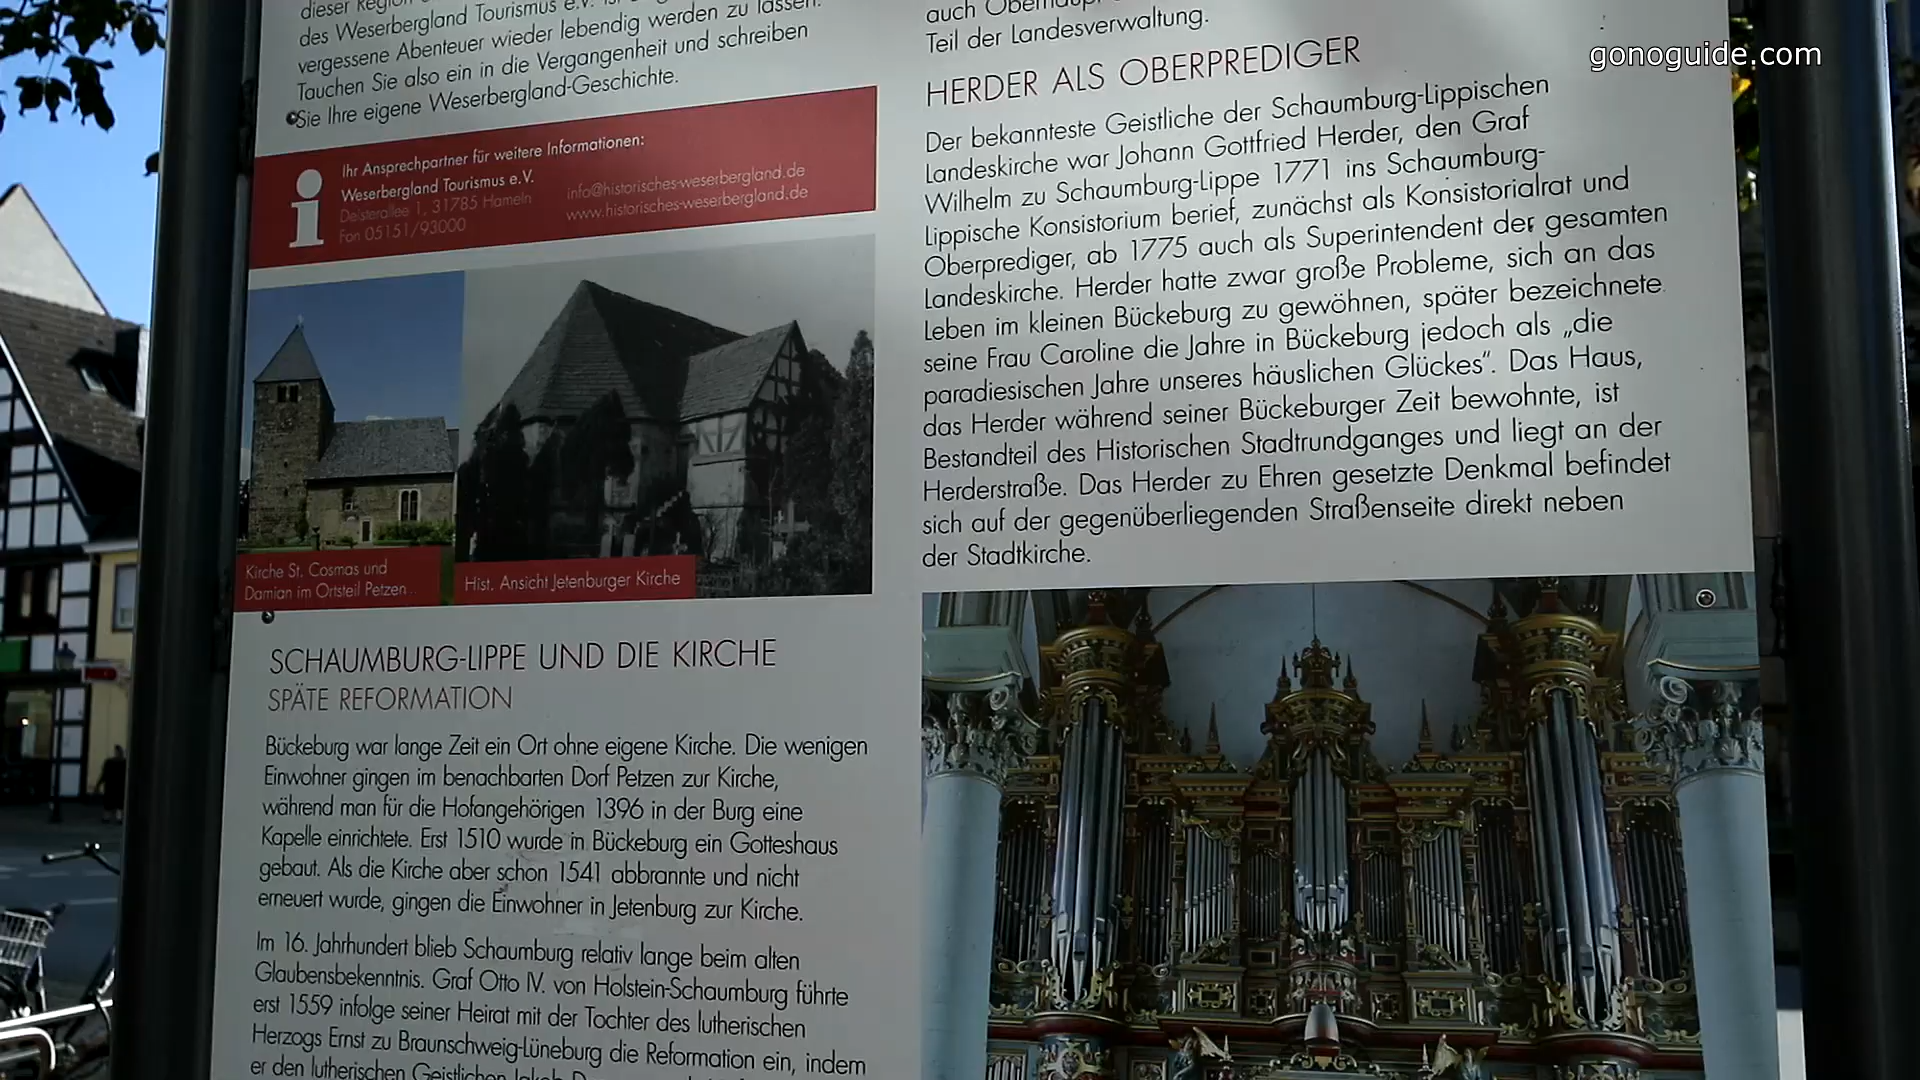 dieser Region
des Weserbergland Tourismus e.V. ist
vergessene Abenteuer wieder lebendig werden zu lassen.
Tauchen Sie also ein in die Vergangenheit und schreiben
Sie Ihre eigene Weserbergland-Geschichte.
Ihr Ansprechpartner für weitere Informationen:
Weserbergland Tourismus e.V.
Deisterallee 1, 31785 Hameln
Fon 05151/93000
info@historisches-weserbergland.de
www.historisches-weserbergland.de
Kirche St. Cosmas und
Damian im Ortsteil Petzen
Hist. Ansicht Jetenburger Kirche
SCHAUMBURG-LIPPE UND DIE KIRCHE
SPÄTE REFORMATION
Bückeburg war lange Zeit ein Ort ohne eigene Kirche. Die wenigen
Einwohner gingen im benachbarten Dorf Petzen zur Kirche,
während man für die Hofangehörigen 1396 in der Burg eine
Kapelle einrichtete. Erst 1510 wurde in Bückeburg ein Gotteshaus
gebaut. Als die Kirche aber schon 1541 abbrannte und nicht
erneuert wurde, gingen die Einwohner in Jetenburg zur Kirche.
Im 16. Jahrhundert blieb Schaumburg relativ lange beim alten
Glaubensbekenntnis. Graf Otto IV. von Holstein-Schaumburg führte
erst 1559 infolge seiner Heirat mit der Tochter des lutherischen
Herzogs Ernst zu Braunschweig-Lüneburg die Reformation ein, indem
er den lutherischen Geistlichen Jakob
auch
Teil der Landesverwaltung.
HERDER ALS OBERPREDIGER
Der bekannteste Geistliche der Schaumburg-Lippischen
Landeskirche war Johann Gottfried Herder, den Graf
Wilhelm zu Schaumburg-Lippe 1771 ins Schaumburg-
Lippische Konsistorium berief, zunächst als Konsistorialrat und
Oberprediger, ab 1775 auch als Superintendent der gesamten
Landeskirche. Herder hatte zwar große Probleme, sich an das
Leben im kleinen Bückeburg zu gewöhnen, später bezeichnete
seine Frau Caroline die Jahre in Bückeburg jedoch als „die
paradiesischen Jahre unseres häuslichen Glückes“. Das Haus,
das Herder während seiner Bückeburger Zeit bewohnte, ist
Bestandteil des Historischen Stadtrundganges und liegt an der
Herderstraße. Das Herder zu Ehren gesetzte Denkmal befindet
sich auf der gegenüberliegenden Straßenseite direkt neben
der Stadtkirche.
gonoguide.com